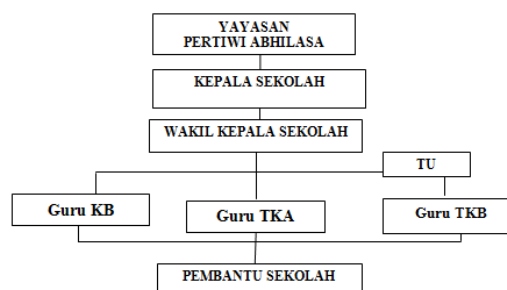 YAYASAN
PERTIWI ABHILASA
KEPALA SEKOLAH
WAKIL KEPALA SEKOLAH
TU
Guru KB
Guru TKA
Guru TKB
PEMBANTU SEKOLAH